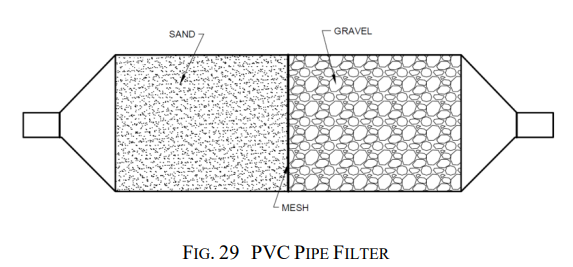 SAND
GRAVEL
MESH
FIG. 29 PVC PIPE FILTER